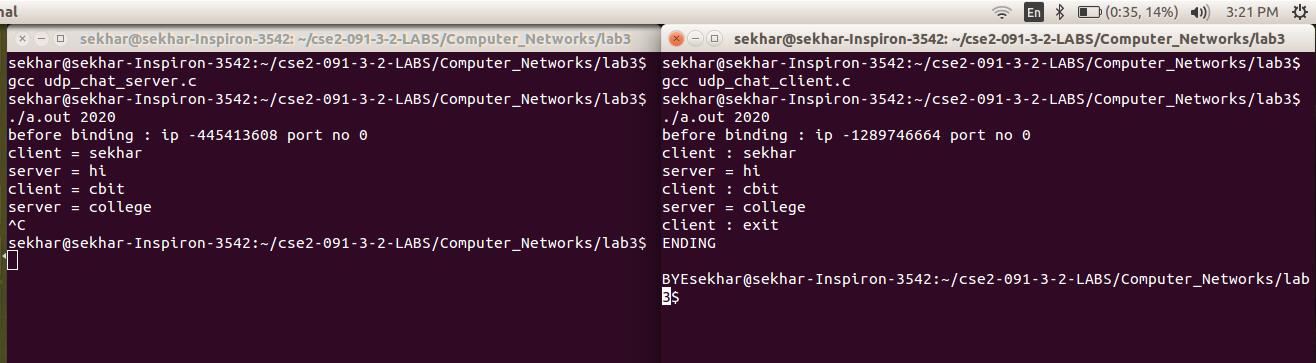 nal
En
(0:35, 14%)
3:21 PM
sekhar@sekhar-Inspiron-3542: ~/cse2-091-3-2-LABS/Computer_Networks/lab3
sekhar@sekhar-Inspiron-3542:~/cse2-091-3-2-LABS/Computer_Networks/lab3$
gcc udp_chat_server.c
sekhar@sekhar-Inspiron-3542:~/cse2-091-3-2-LABS/Computer_Networks/lab3$
./a.out 2020
before binding : ip -445413608 port no 0
client = sekhar
server = hi
client = cbit
server = college
^C
sekhar@sekhar-Inspiron-3542:~/cse2-091-3-2-LABS/Computer_Networks/lab3$
sekhar@sekhar-Inspiron-3542: ~/cse2-091-3-2-LABS/Computer_Networks/lab3
sekhar@sekhar-Inspiron-3542:~/cse2-091-3-2-LABS/Computer_Networks/lab3$
gcc udp_chat_client.c
sekhar@sekhar-Inspiron-3542:~/cse2-091-3-2-LABS/Computer_Networks/lab3$
./a.out 2020
before binding : ip -1289746664 port no 0
client : sekhar
server = hi
client : cbit
server = college
client : exit
ENDING
BYEsekhar@sekhar-Inspiron-3542:~/cse2-091-3-2-LABS/Computer_Networks/lab
3$